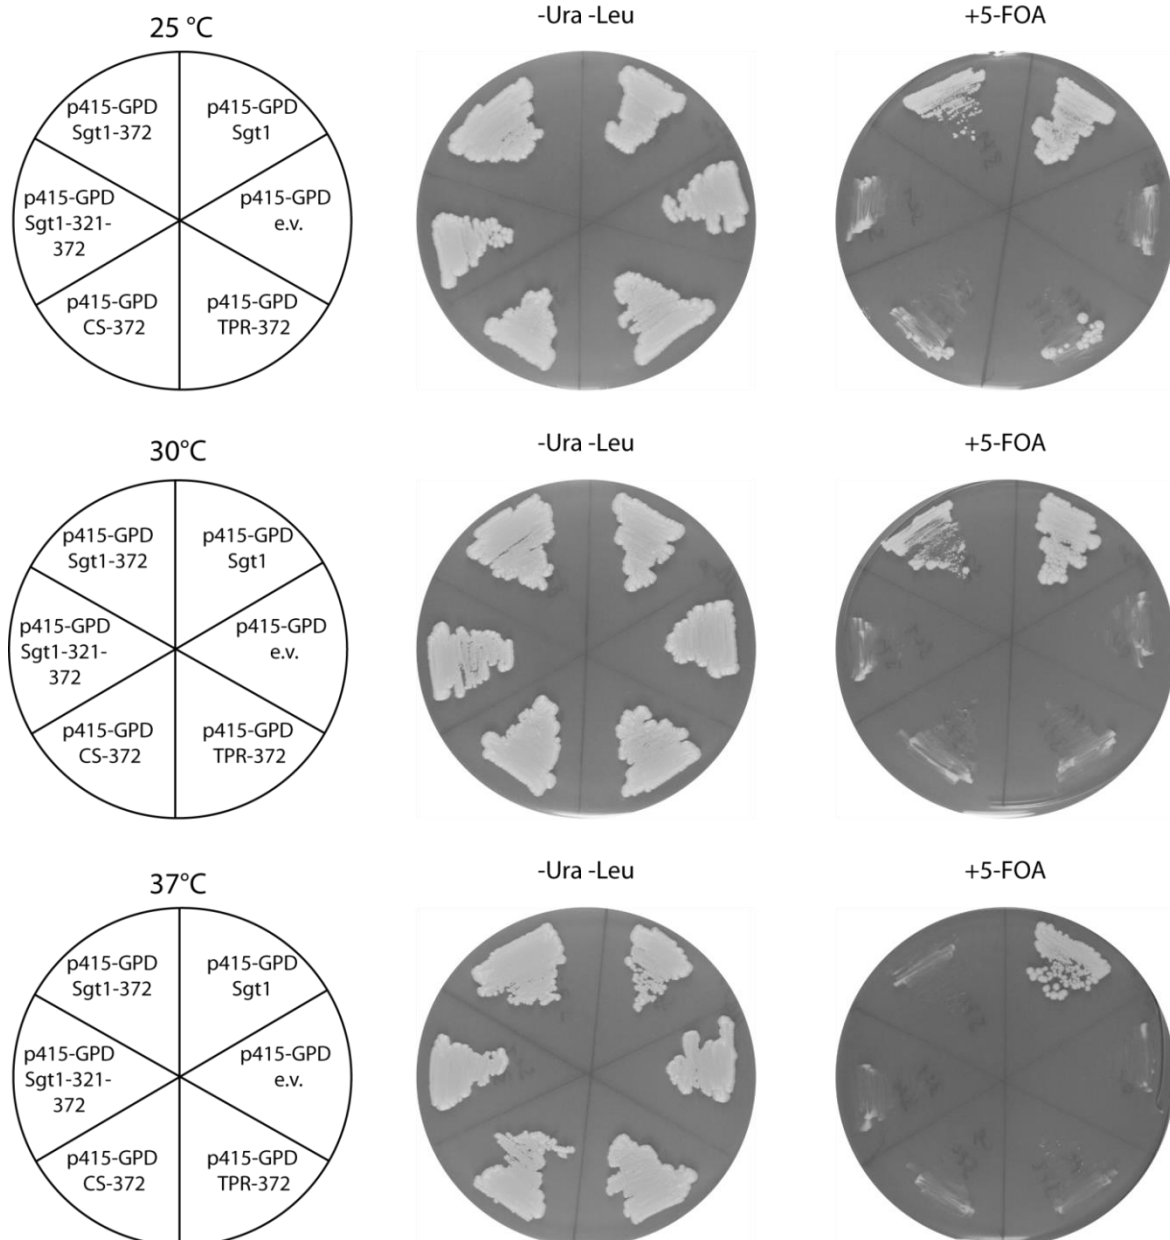 25 °C
-Ura -Leu
+5-FOA
p415-GPD
Sgt1-372
p415-GPD
Sgt1
p415-GPD
Sgt1-321-
372
p415-GPD
e.v.
p415-GPD
CS-372
p415-GPD
TPR-372
30°C
-Ura -Leu
+5-FOA
p415-GPD
Sgt1-372
p415-GPD
Sgt1
p415-GPD
Sgt1-321-
372
p415-GPD
e.v.
p415-GPD
CS-372
p415-GPD
TPR-372
37°C
-Ura -Leu
+5-FOA
p415-GPD
Sgt1-372
p415-GPD
Sgt1
p415-GPD
Sgt1-321-
372
p415-GPD
e.v.
p415-GPD
CS-372
p415-GPD
TPR-372